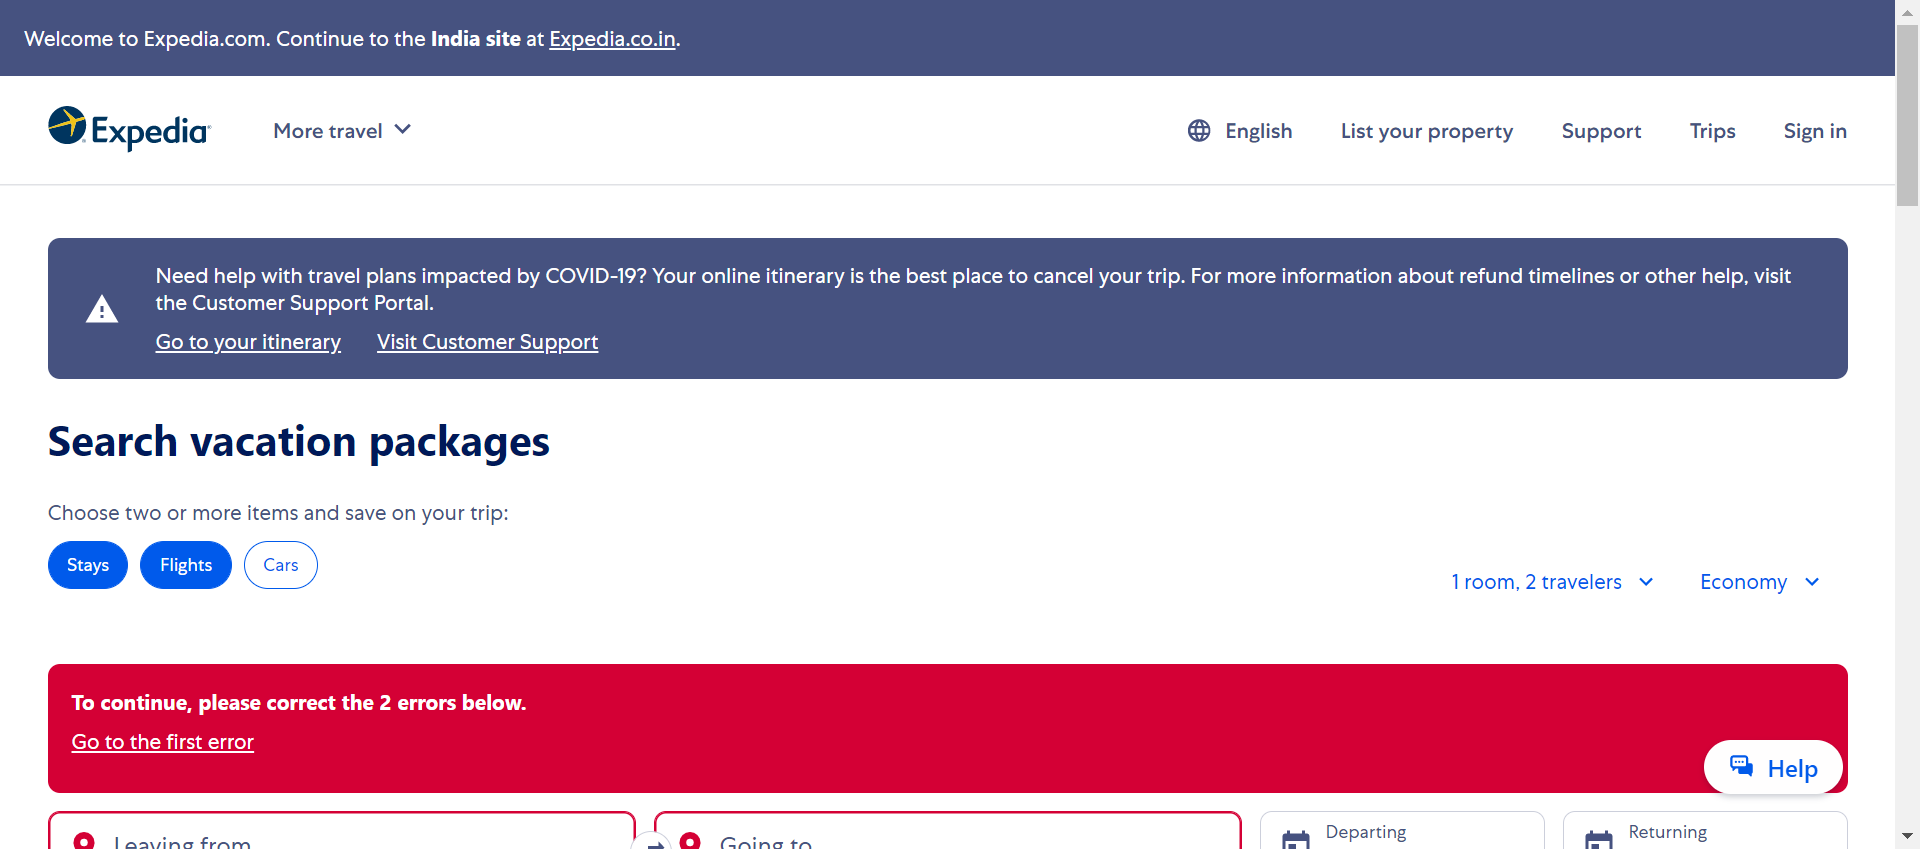 Welcome to Expedia.com. Continue to the India site at Expedia.co.in.
Expedia
More travel
English
List your property
Support
Trips
Sign in
Need help with travel plans impacted by COVID-19? Your online itinerary is the best place to cancel your trip. For more information about refund timelines or other help, visit
the Customer Support Portal.
Go to your itinerary
Visit Customer Support
Search vacation packages
Choose two or more items and save on your trip:
Stays
Flights
Cars
1 room, 2 travelers
Economy
To continue, please correct the 2 errors below.
Go to the first error
Help
Leaving from
Going to
Departing
Returning